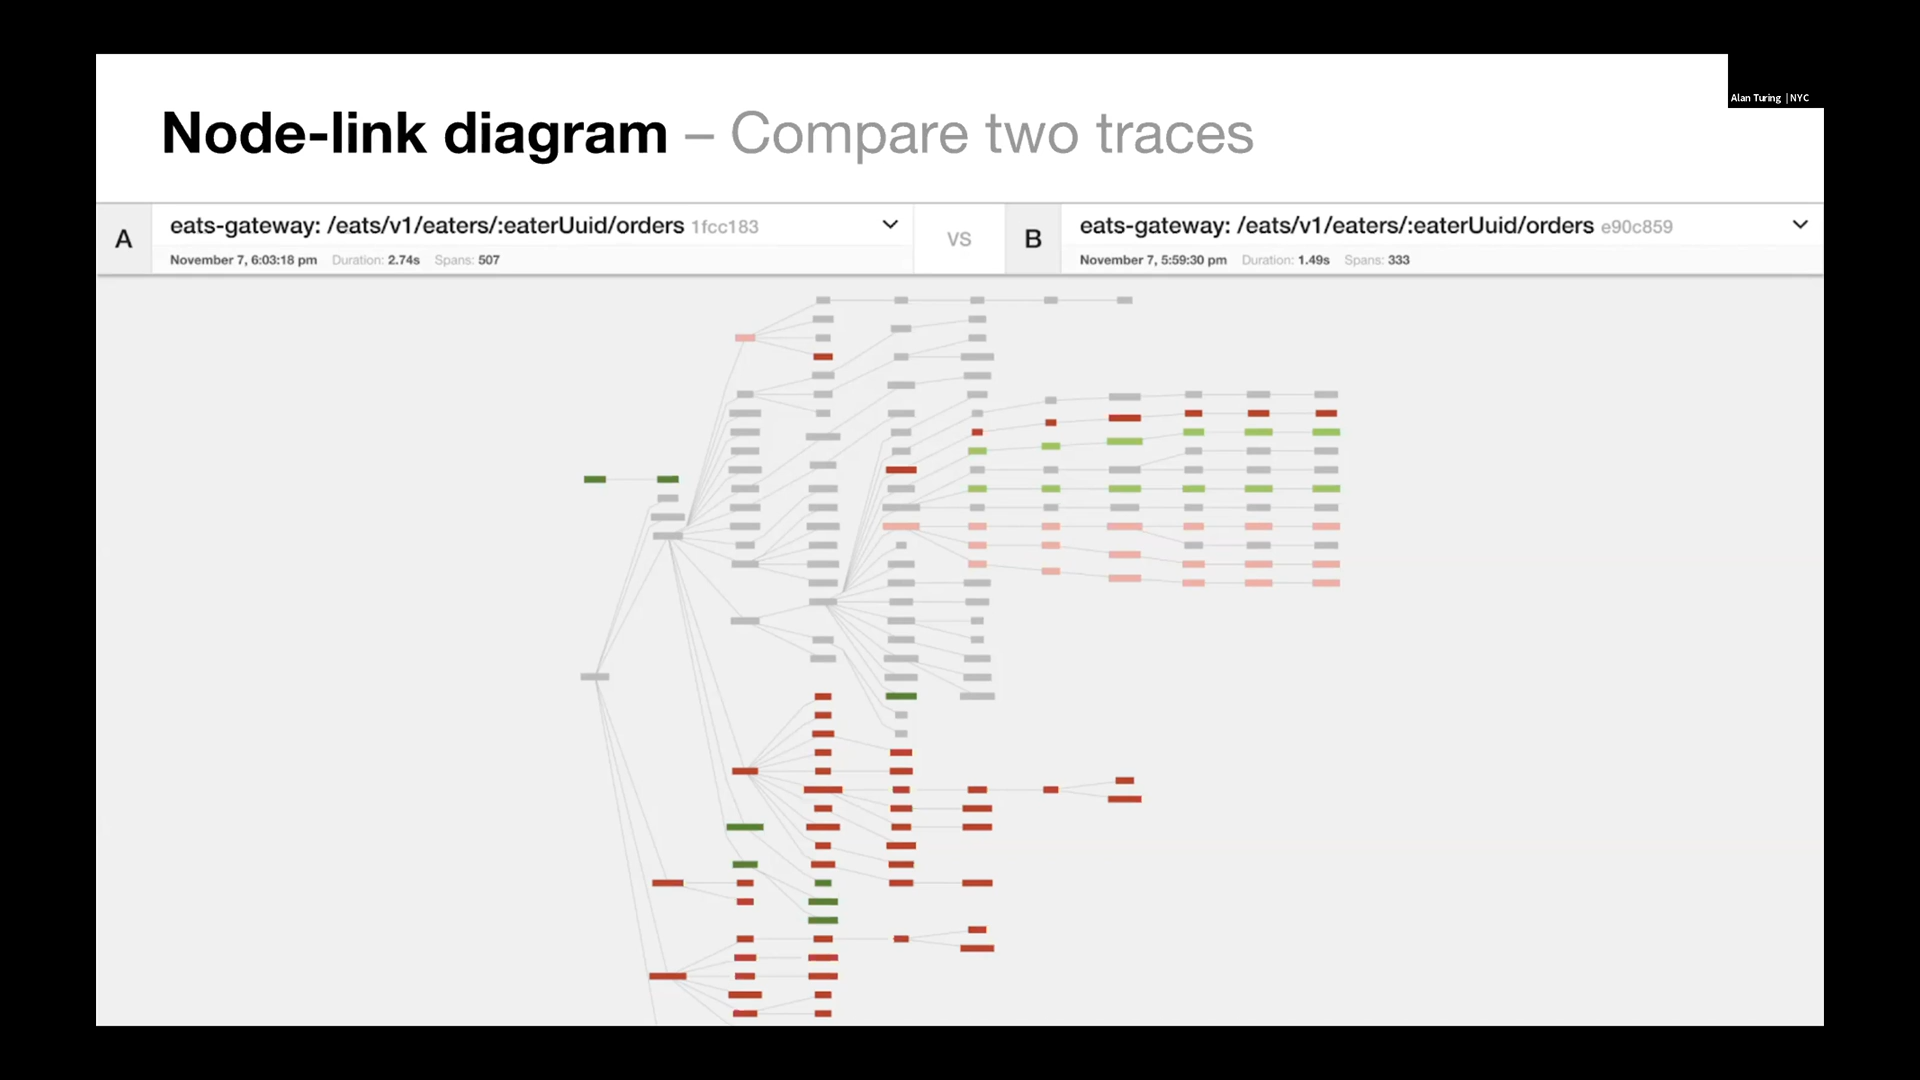 Alan Turing | NYC
Node-link diagram – Compare two traces
A eats-gateway: /eats/v1/eaters/:eaterUuid/orders 1fcc183 VS B eats-gateway: /eats/v1/eaters/:eaterUuid/orders e90c859
November 7, 6:03:18 pm Duration: 2.74s Spans: 507 November 7, 5:59:30 pm Duration: 1.49s Spans: 333